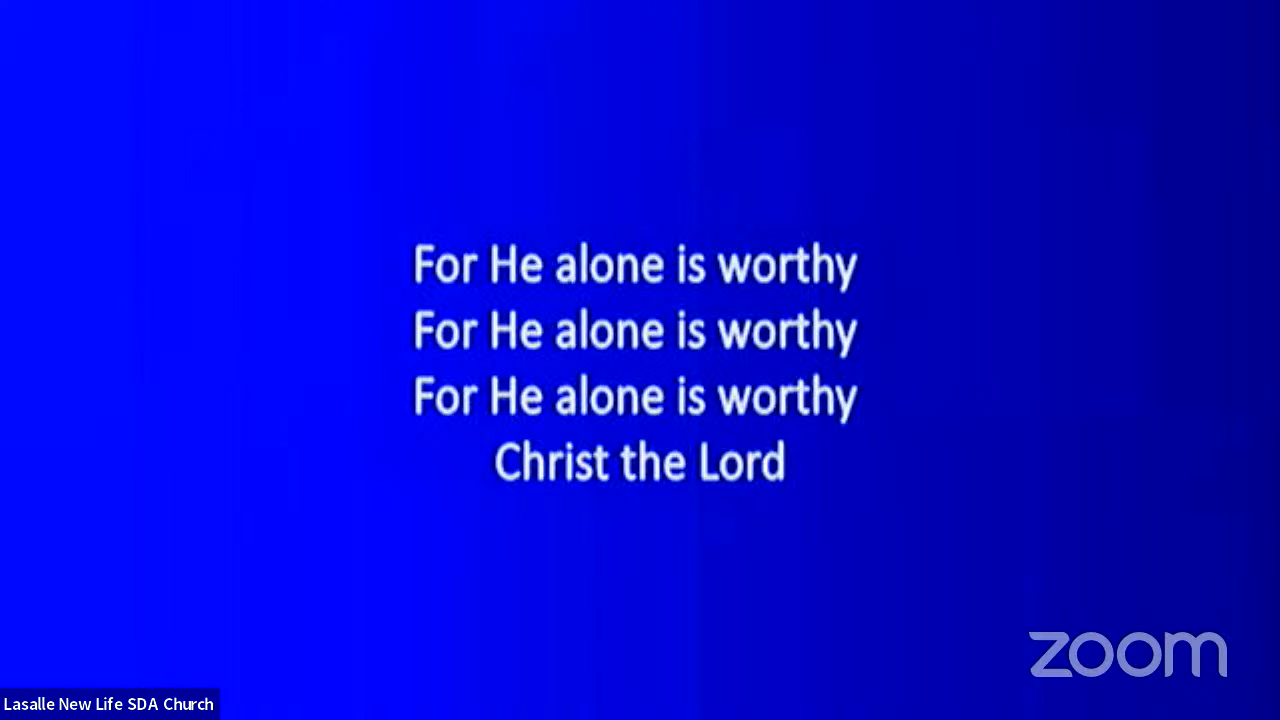 For He alone is worthy
For He alone is worthy
For He alone is worthy
Christ the Lord
zoom
Lasalle New Life SDA Church